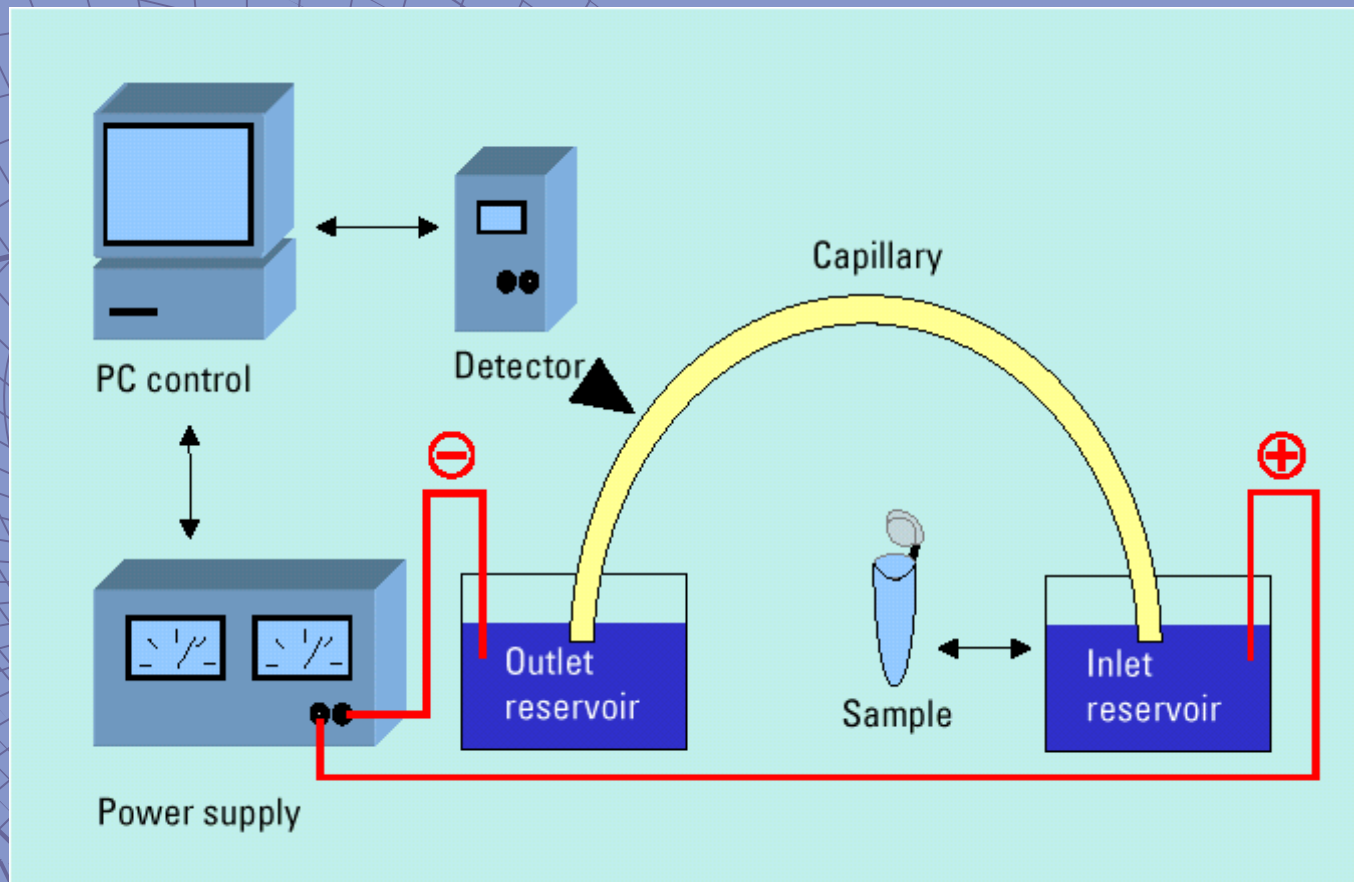 Capillary
Detector
PC control
⊖
⊕
Outlet
reservoir
Sample
Inlet
reservoir
Power supply